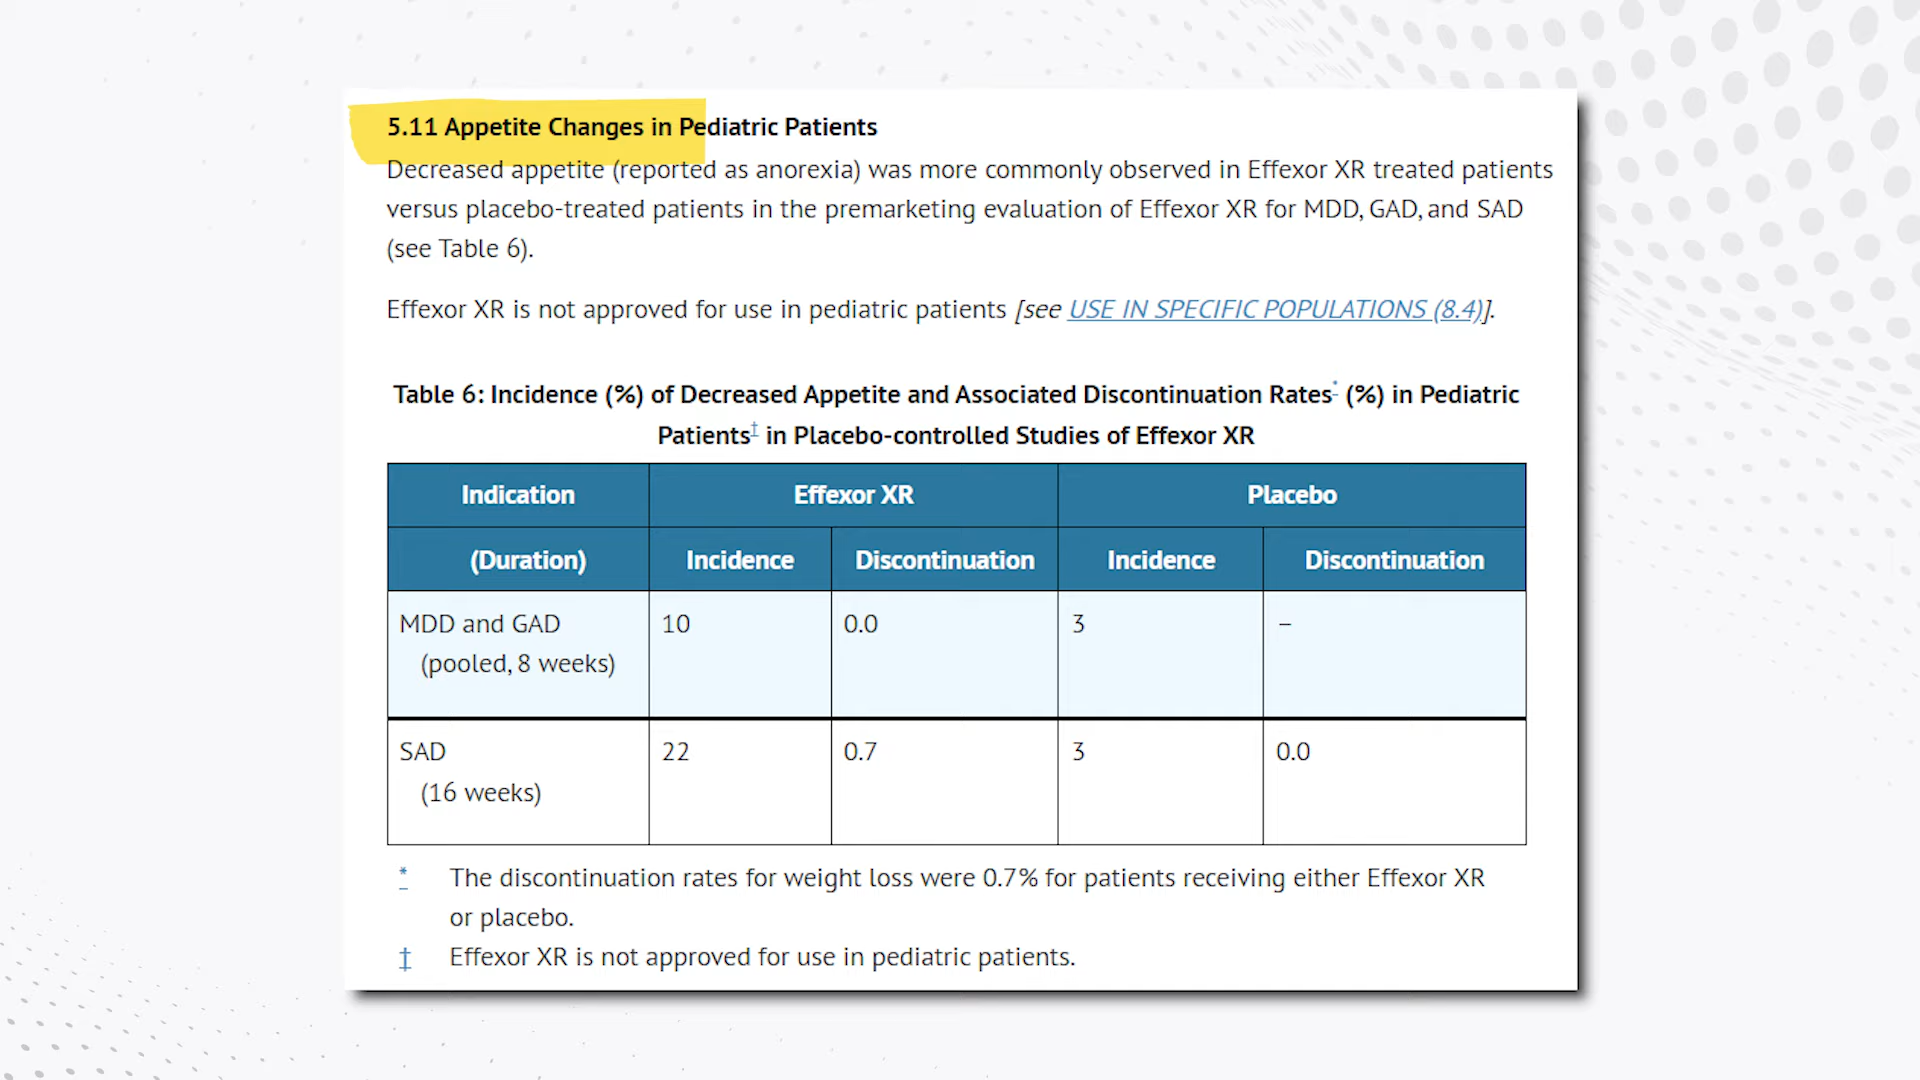 5.11 Appetite Changes in Pediatric Patients
Decreased appetite (reported as anorexia) was more commonly observed in Effexor XR treated patients
versus placebo-treated patients in the premarketing evaluation of Effexor XR for MDD, GAD, and SAD
(see Table 6).
Effexor XR is not approved for use in pediatric patients [see USE IN SPECIFIC POPULATIONS (8.4)].
Table 6: Incidence (%) of Decreased Appetite and Associated Discontinuation Rates* (%) in Pediatric
Patients‡ in Placebo-controlled Studies of Effexor XR
Indication Effexor XR Placebo
(Duration) Incidence Discontinuation Incidence Discontinuation
MDD and GAD 10 0.0 3 –
(pooled, 8 weeks)
SAD 22 0.7 3 0.0
(16 weeks)
* The discontinuation rates for weight loss were 0.7% for patients receiving either Effexor XR
or placebo.
‡ Effexor XR is not approved for use in pediatric patients.